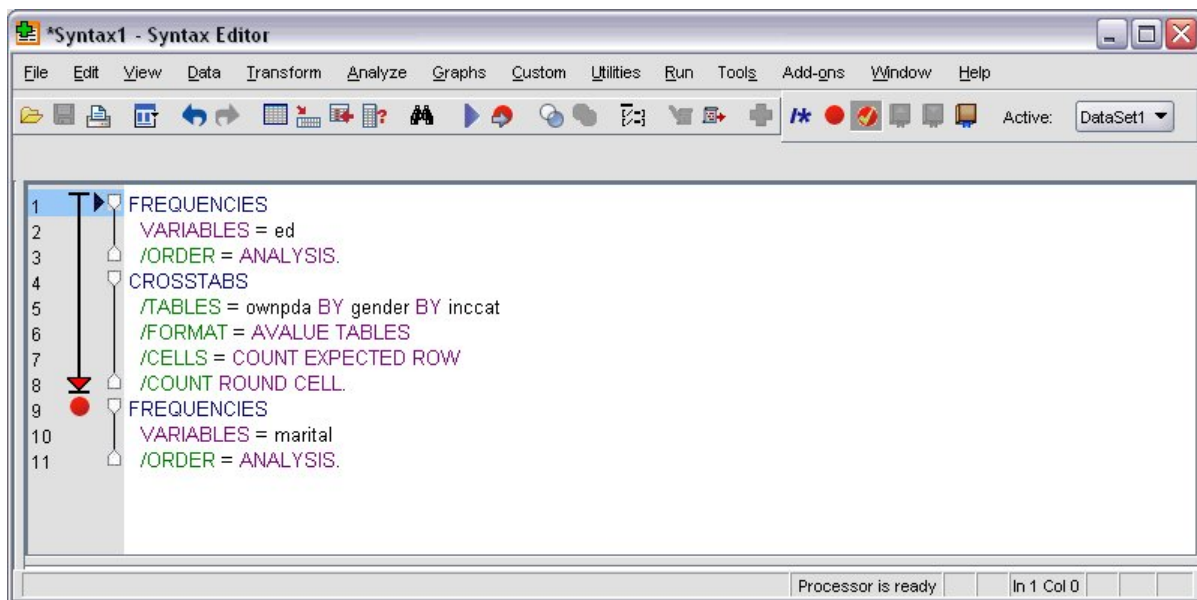 *Syntax1 - Syntax Editor
File Edit View Data Transform Analyze Graphs Custom Utilities Run Tools Add-ons Window Help
Active: DataSet1
1 FREQUENCIES
2 VARIABLES = ed
3 /ORDER = ANALYSIS.
4 CROSSTABS
5 /TABLES = ownpda BY gender BY inccat
6 /FORMAT = AVALUE TABLES
7 /CELLS = COUNT EXPECTED ROW
8 /COUNT ROUND CELL.
9 FREQUENCIES
10 VARIABLES = marital
11 /ORDER = ANALYSIS.
Processor is ready In 1 Col 0